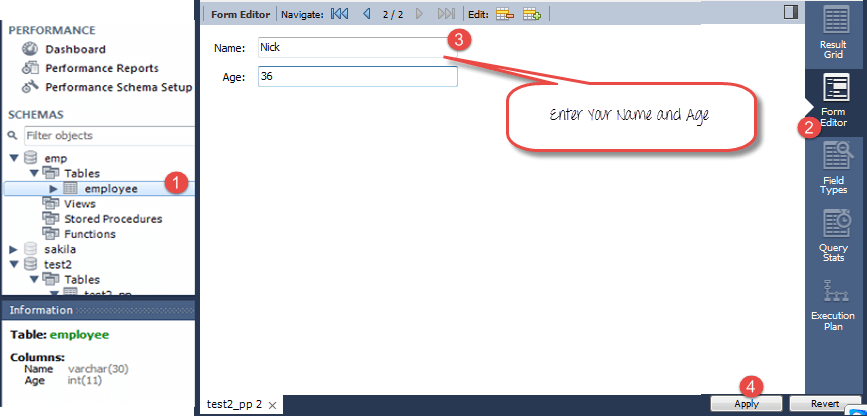 PERFORMANCE
Dashboard
Performance Reports
Performance Schema Setup
SCHEMAS
Filter objects
emp
Tables
employee
1
Views
Stored Procedures
Functions
sakila
test2
Tables
test2_pp
Information
Table: employee
Columns:
Name varchar(30)
Age int(11)
Form Editor Navigate: 2 / 2 Edit:
Name: Nick
3
Age: 36
Enter Your Name and Age
Result
Grid
Form
Editor
2
Field
Types
Query
Stats
Execution
Plan
4
test2_pp 2
Apply Revert